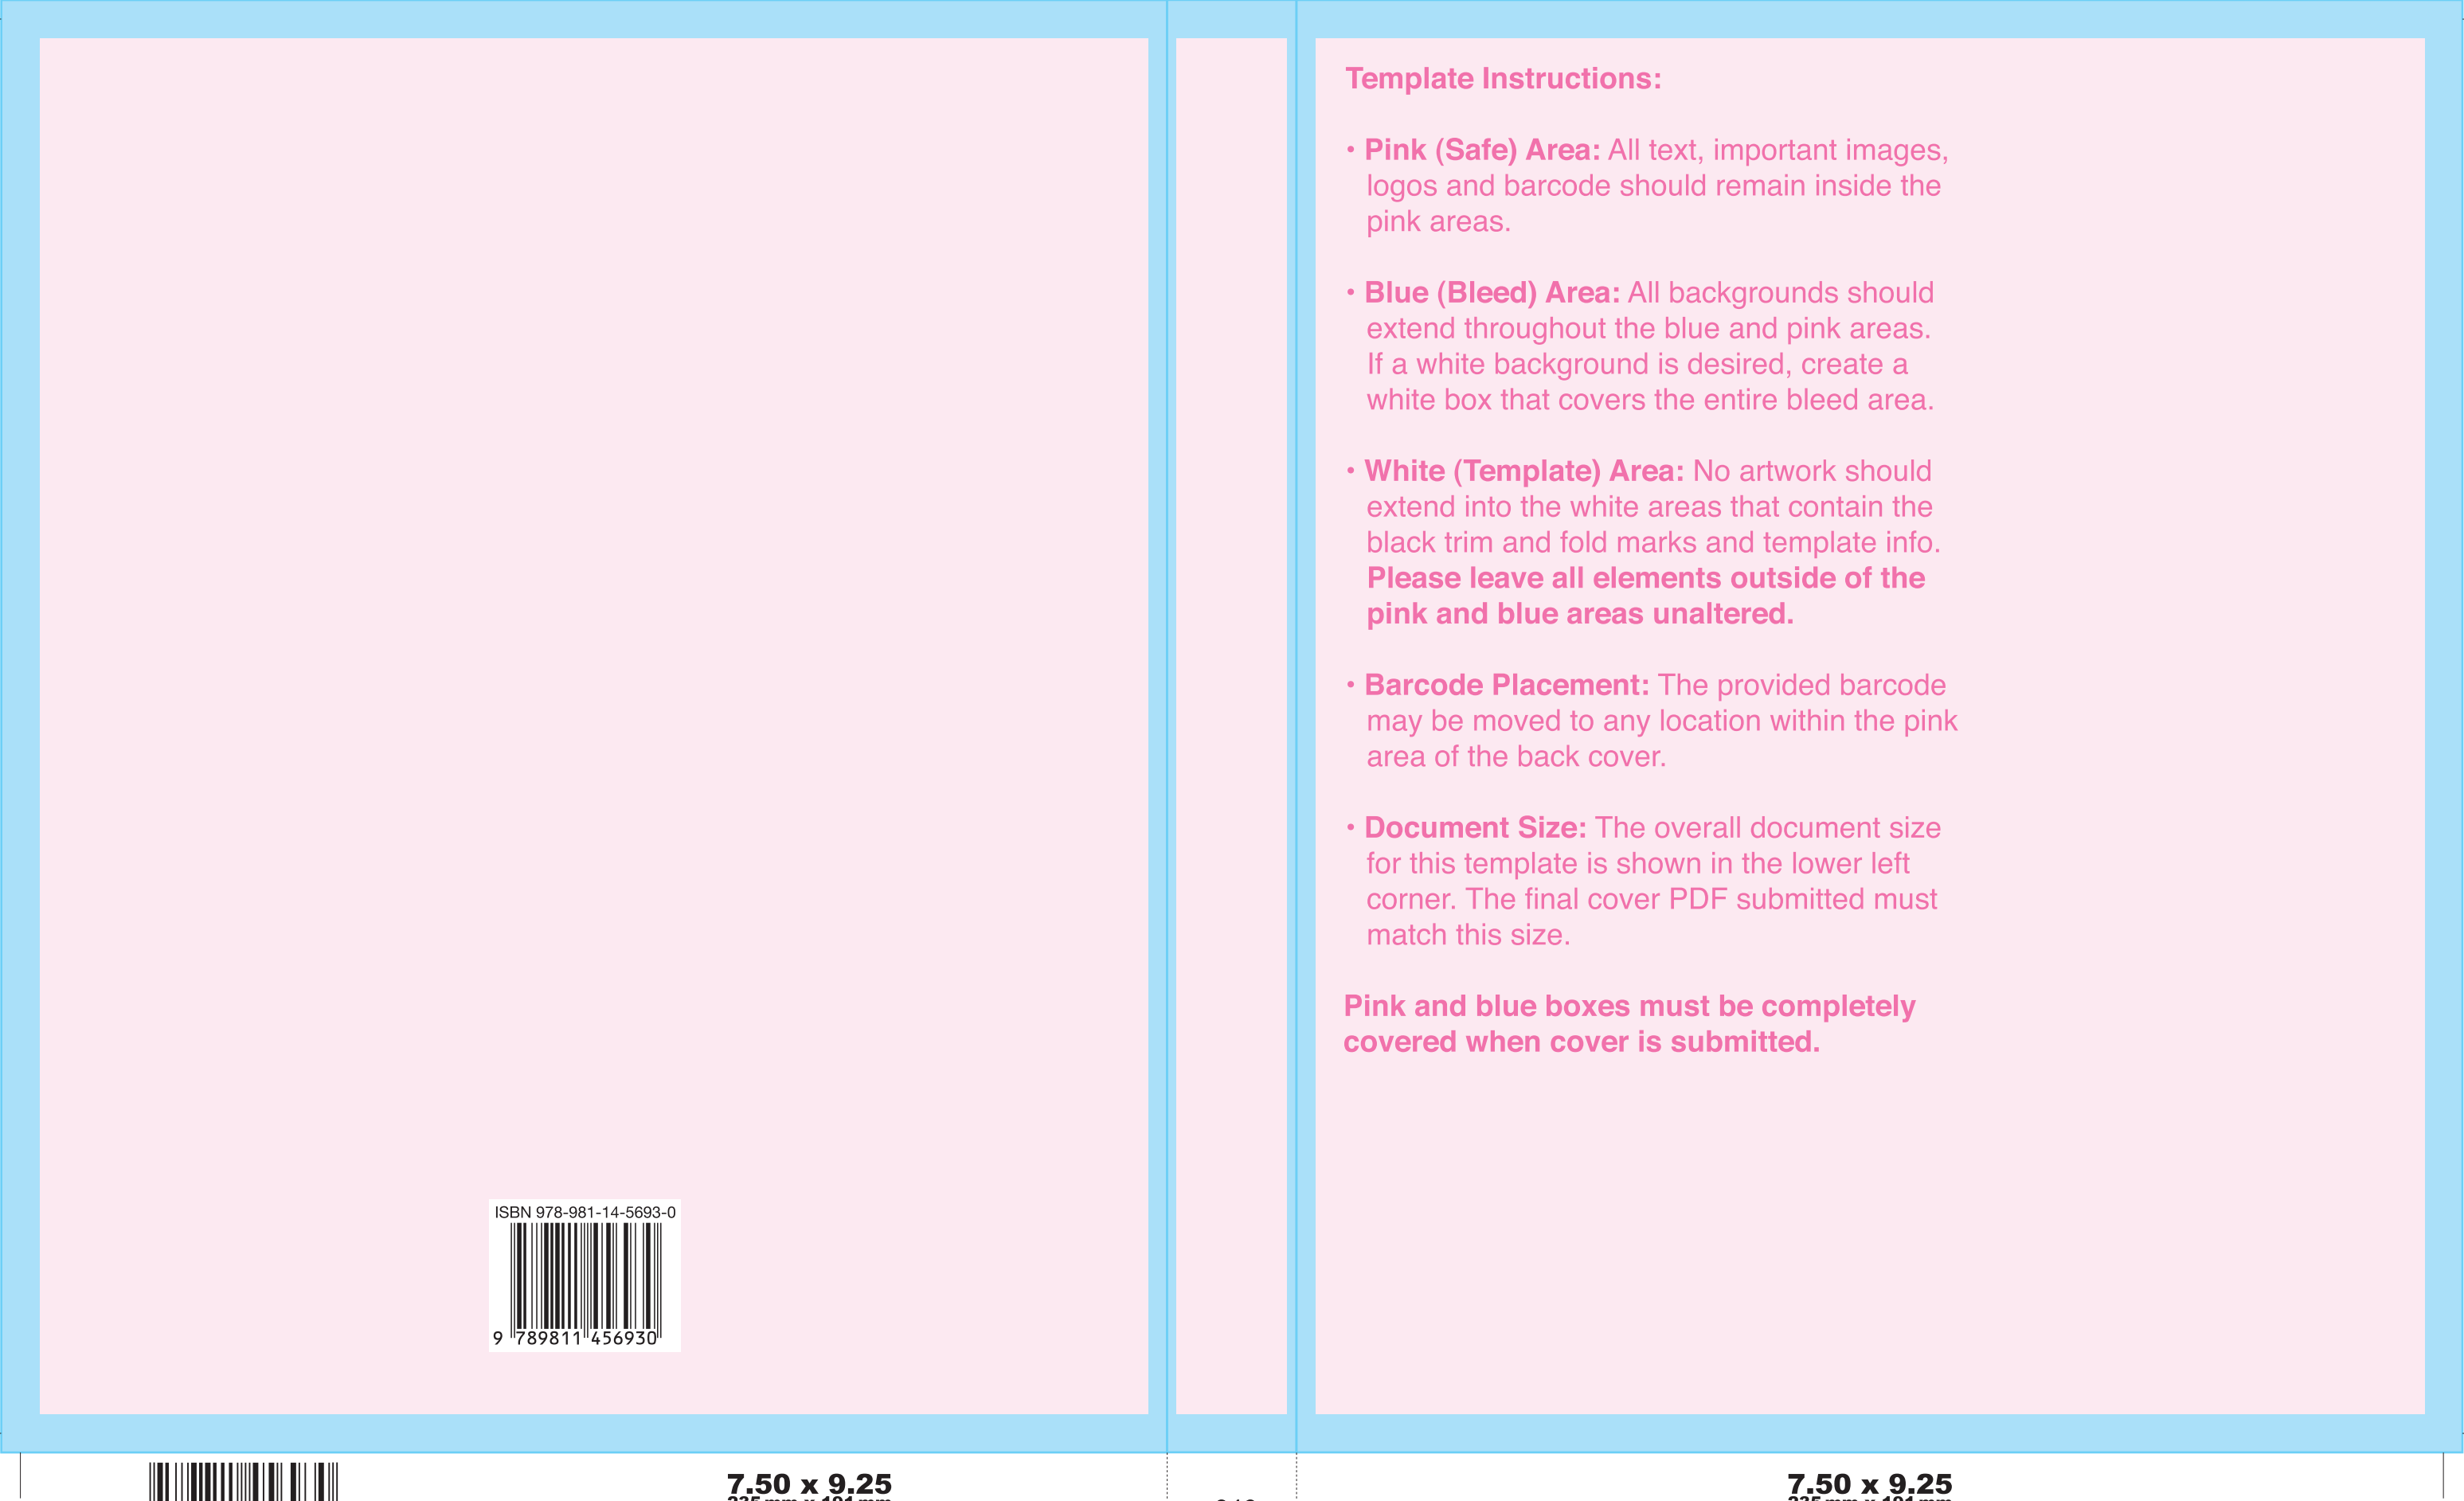 Template Instructions:
• Pink (Safe) Area: All text, important images,
logos and barcode should remain inside the
pink areas.
• Blue (Bleed) Area: All backgrounds should
extend throughout the blue and pink areas.
If a white background is desired, create a
white box that covers the entire bleed area.
• White (Template) Area: No artwork should
extend into the white areas that contain the
black trim and fold marks and template info.
Please leave all elements outside of the
pink and blue areas unaltered.
• Barcode Placement: The provided barcode
may be moved to any location within the pink
area of the back cover.
• Document Size: The overall document size
for this template is shown in the lower left
corner. The final cover PDF submitted must
match this size.
Pink and blue boxes must be completely
covered when cover is submitted.
ISBN 978-981-14-5693-0
9 789811 456930
7.50 x 9.25
235 mm x 191 mm
7.50 x 9.25
235 mm x 191 mm